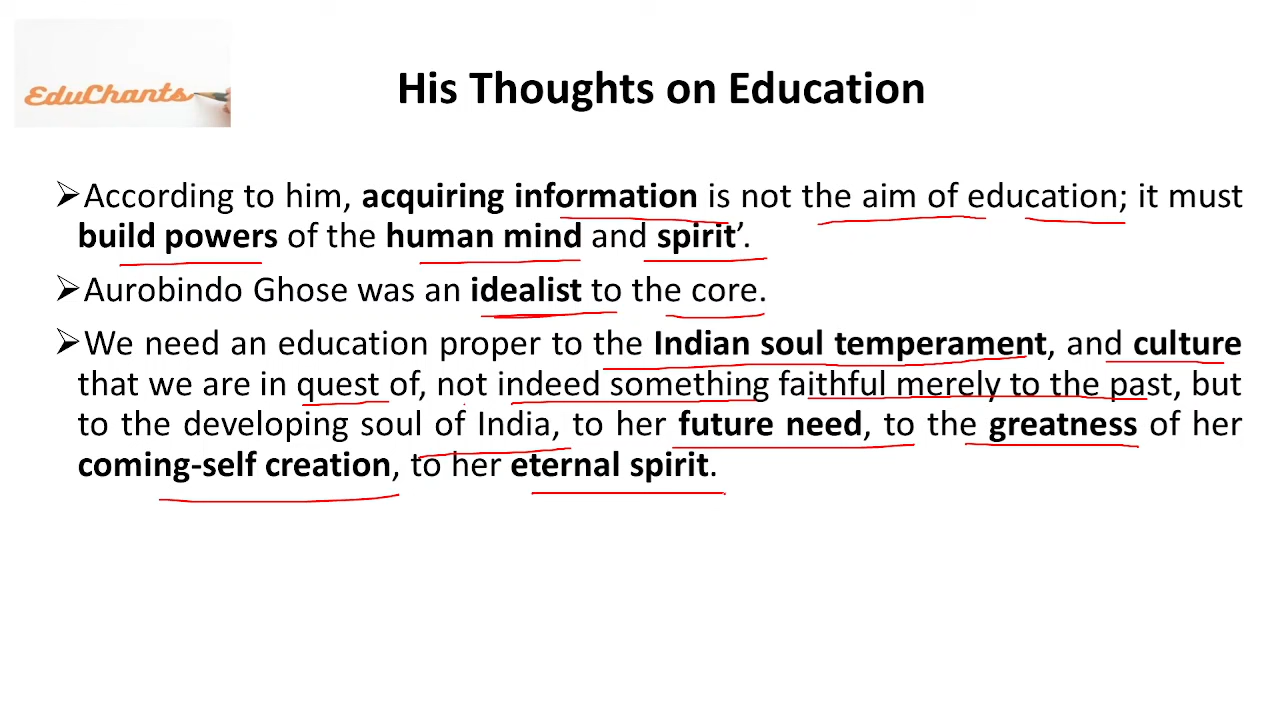 EduChants
His Thoughts on Education
➢According to him, acquiring information is not the aim of education; it must
build powers of the human mind and spirit’.
➢Aurobindo Ghose was an idealist to the core.
➢We need an education proper to the Indian soul temperament, and culture
that we are in quest of, not indeed something faithful merely to the past, but
to the developing soul of India, to her future need, to the greatness of her
coming-self creation, to her eternal spirit.